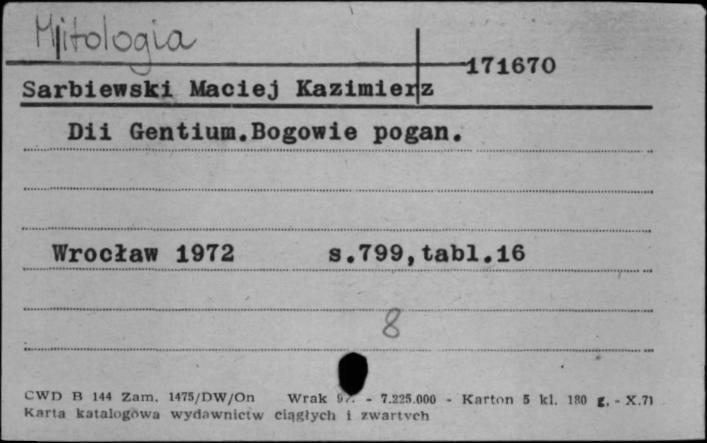 Mitologia
171670
Sarbiewski Maciej Kazimierz
Dii Gentium.Bogowie pogan.
Wrocław 1972 s.799,tabl.16
8
CWD B 144 Zam. 1475/DW/On Wrak - 7.225.000 - Karton 5 kl. 180 g. - X.71
Karta katalogowa wydawnictw ciągłych i zwartych